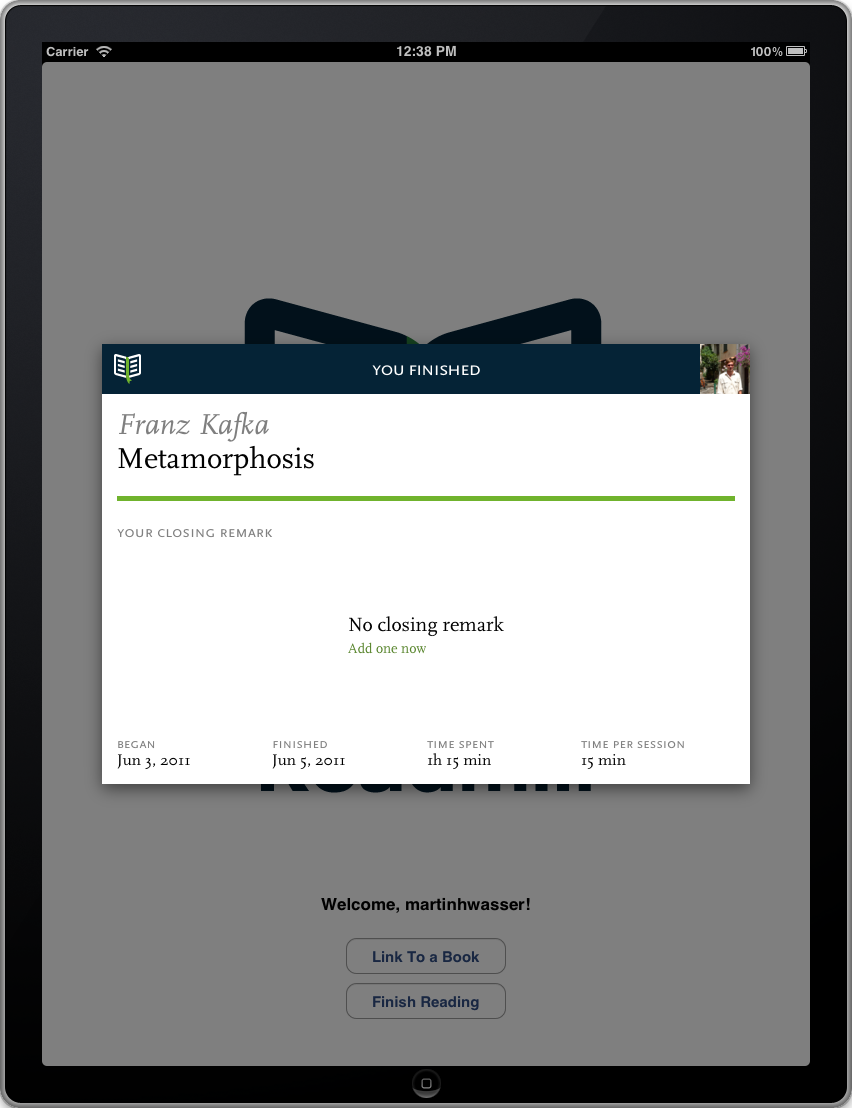 Carrier 12:38 PM 100%
YOU FINISHED
Franz Kafka
Metamorphosis
YOUR CLOSING REMARK
No closing remark
Add one now
BEGAN FINISHED TIME SPENT TIME PER SESSION
Jun 3, 2011 Jun 5, 2011 1h 15 min 15 min
Welcome, martinhwasser!
Link To a Book
Finish Reading